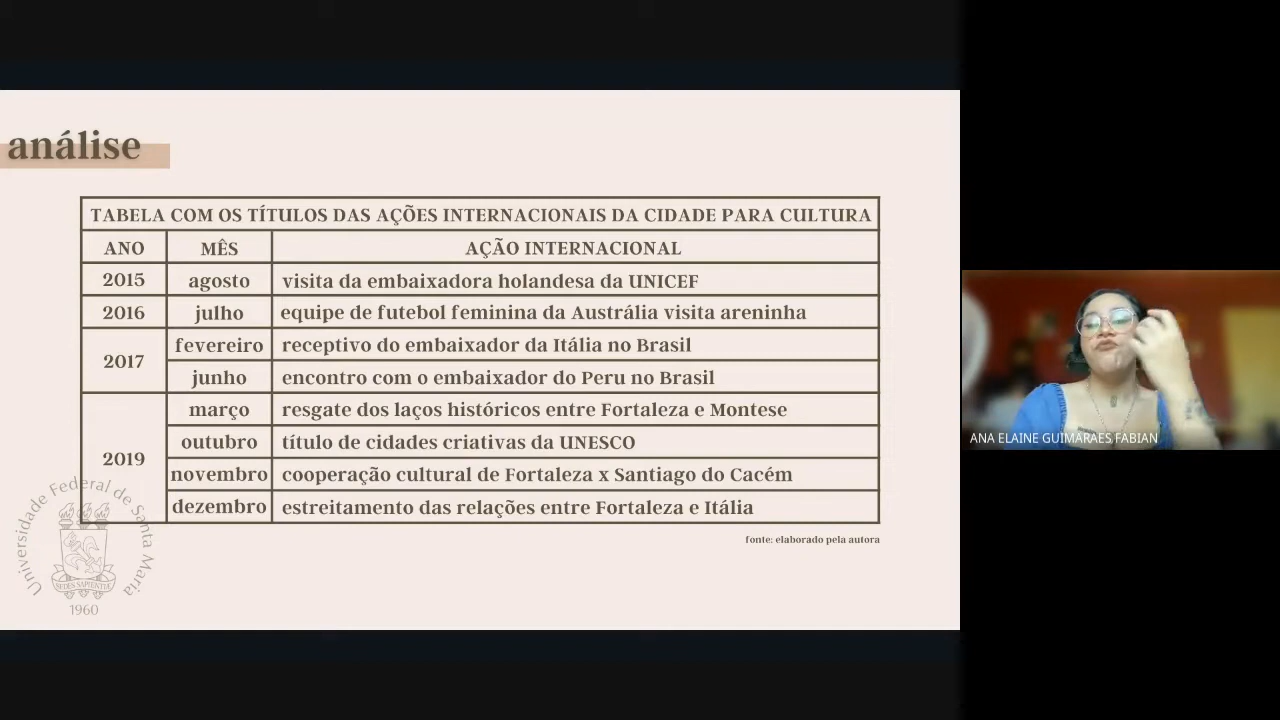 análise
TABELA COM OS TÍTULOS DAS AÇÕES INTERNACIONAIS DA CIDADE PARA CULTURA
ANO MÊS AÇÃO INTERNACIONAL
2015 agosto visita da embaixadora holandesa da UNICEF
2016 julho equipe de futebol feminina da Austrália visita areninha
2017 fevereiro receptivo do embaixador da Itália no Brasil
junho encontro com o embaixador do Peru no Brasil
2019 março resgate dos laços históricos entre Fortaleza e Montese
outubro título de cidades criativas da UNESCO
novembro cooperação cultural de Fortaleza x Santiago do Cacém
dezembro estreitamento das relações entre Fortaleza e Itália
fonte: elaborado pela autora
Universidade Federal de Santa Maria
SEDES SAPIENTIAE
1960
ANA ELAINE GUIMARAES FABIAN